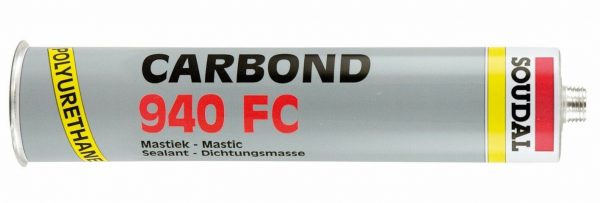 POLYURETHANE
CARBOND
940 FC
Mastiek - Mastic
Sealant - Dichtungsmasse
SOUDAL